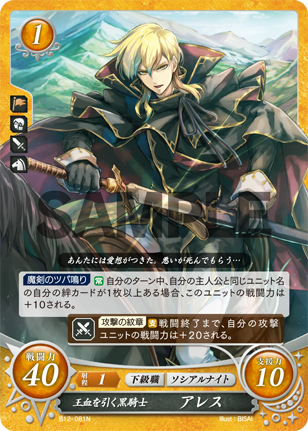 1
SAMPLE
あんたには愛想がつきた。悪いが死んでもらう…
魔剣のツバ鳴り 常 自分のターン中、自分の主人公と同じユニット名
の自分の絆カードが1枚以上ある場合、このユニットの戦闘力は
+10される。
攻撃の紋章 支 戦闘終了まで、自分の攻撃
ユニットの戦闘力は+20される。
戦闘力 40
射程 1 下級職 ソシアルナイト
支援力 10
王血を引く黒騎士 アレス
B12-081N
Illust : BISAI